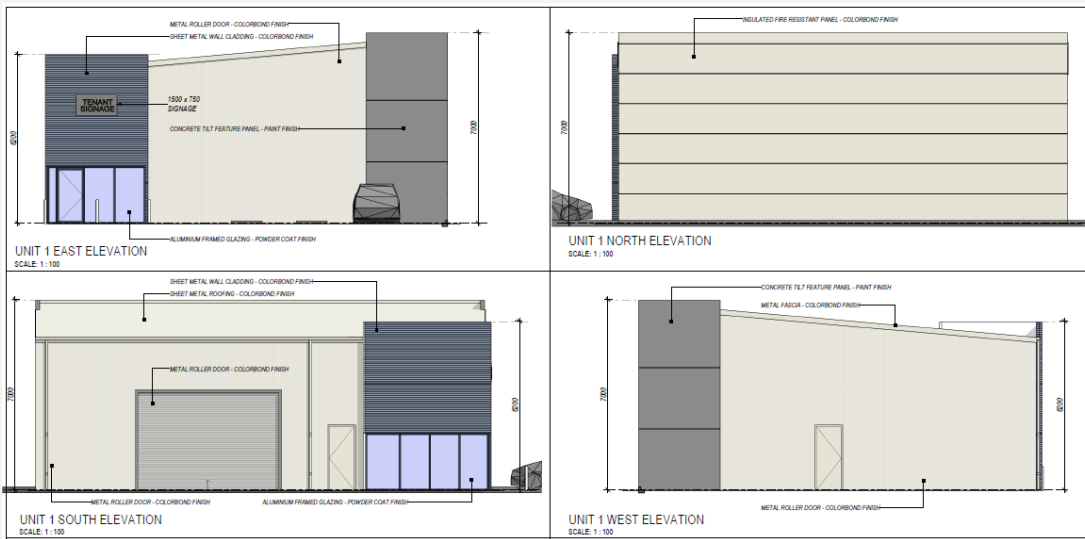 METAL ROLLER DOOR - COLORBOND FINISH
SHEET METAL WALL CLADDING - COLORBOND FINISH
TENANT
SIGNAGE
1500 x 750
SIGNAGE
CONCRETE TILT FEATURE PANEL - PAINT FINISH
6200
7000
ALUMINIUM FRAMED GLAZING - POWDER COAT FINISH
UNIT 1 EAST ELEVATION
SCALE: 1 : 100
INSULATED FIRE RESISTANT PANEL - COLORBOND FINISH
7000
UNIT 1 NORTH ELEVATION
SCALE: 1 : 100
SHEET METAL WALL CLADDING - COLORBOND FINISH
SHEET METAL ROOFING - COLORBOND FINISH
METAL ROLLER DOOR - COLORBOND FINISH
7000
6200
METAL ROLLER DOOR - COLORBOND FINISH
ALUMINIUM FRAMED GLAZING - POWDER COAT FINISH
UNIT 1 SOUTH ELEVATION
SCALE: 1 : 100
CONCRETE TILT FEATURE PANEL - PAINT FINISH
METAL FASCIA - COLORBOND FINISH
7000
6200
METAL ROLLER DOOR - COLORBOND FINISH
UNIT 1 WEST ELEVATION
SCALE: 1 : 100